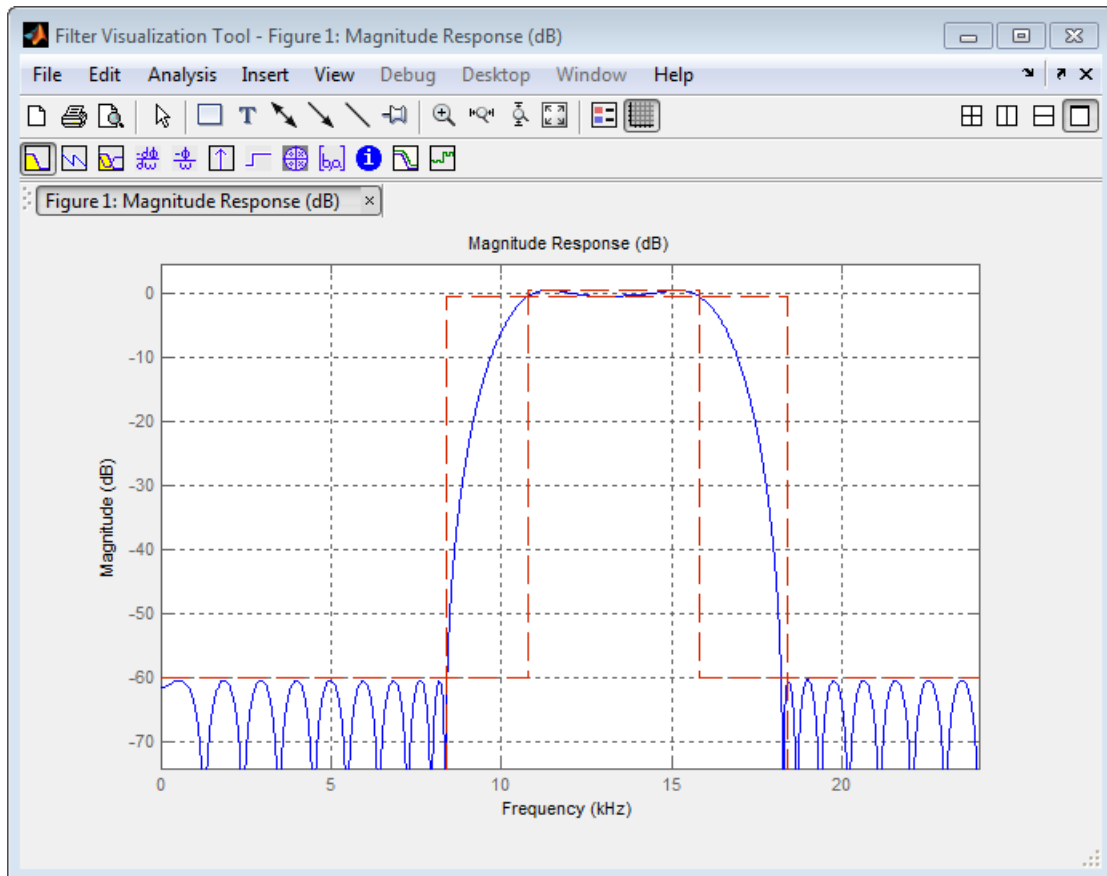 Filter Visualization Tool - Figure 1: Magnitude Response (dB)
File Edit Analysis Insert View Debug Desktop Window Help
Figure 1: Magnitude Response (dB) ×
Magnitude Response (dB)
Magnitude (dB)
0
-10
-20
-30
-40
-50
-60
-70
0 5 10 15 20
Frequency (kHz)